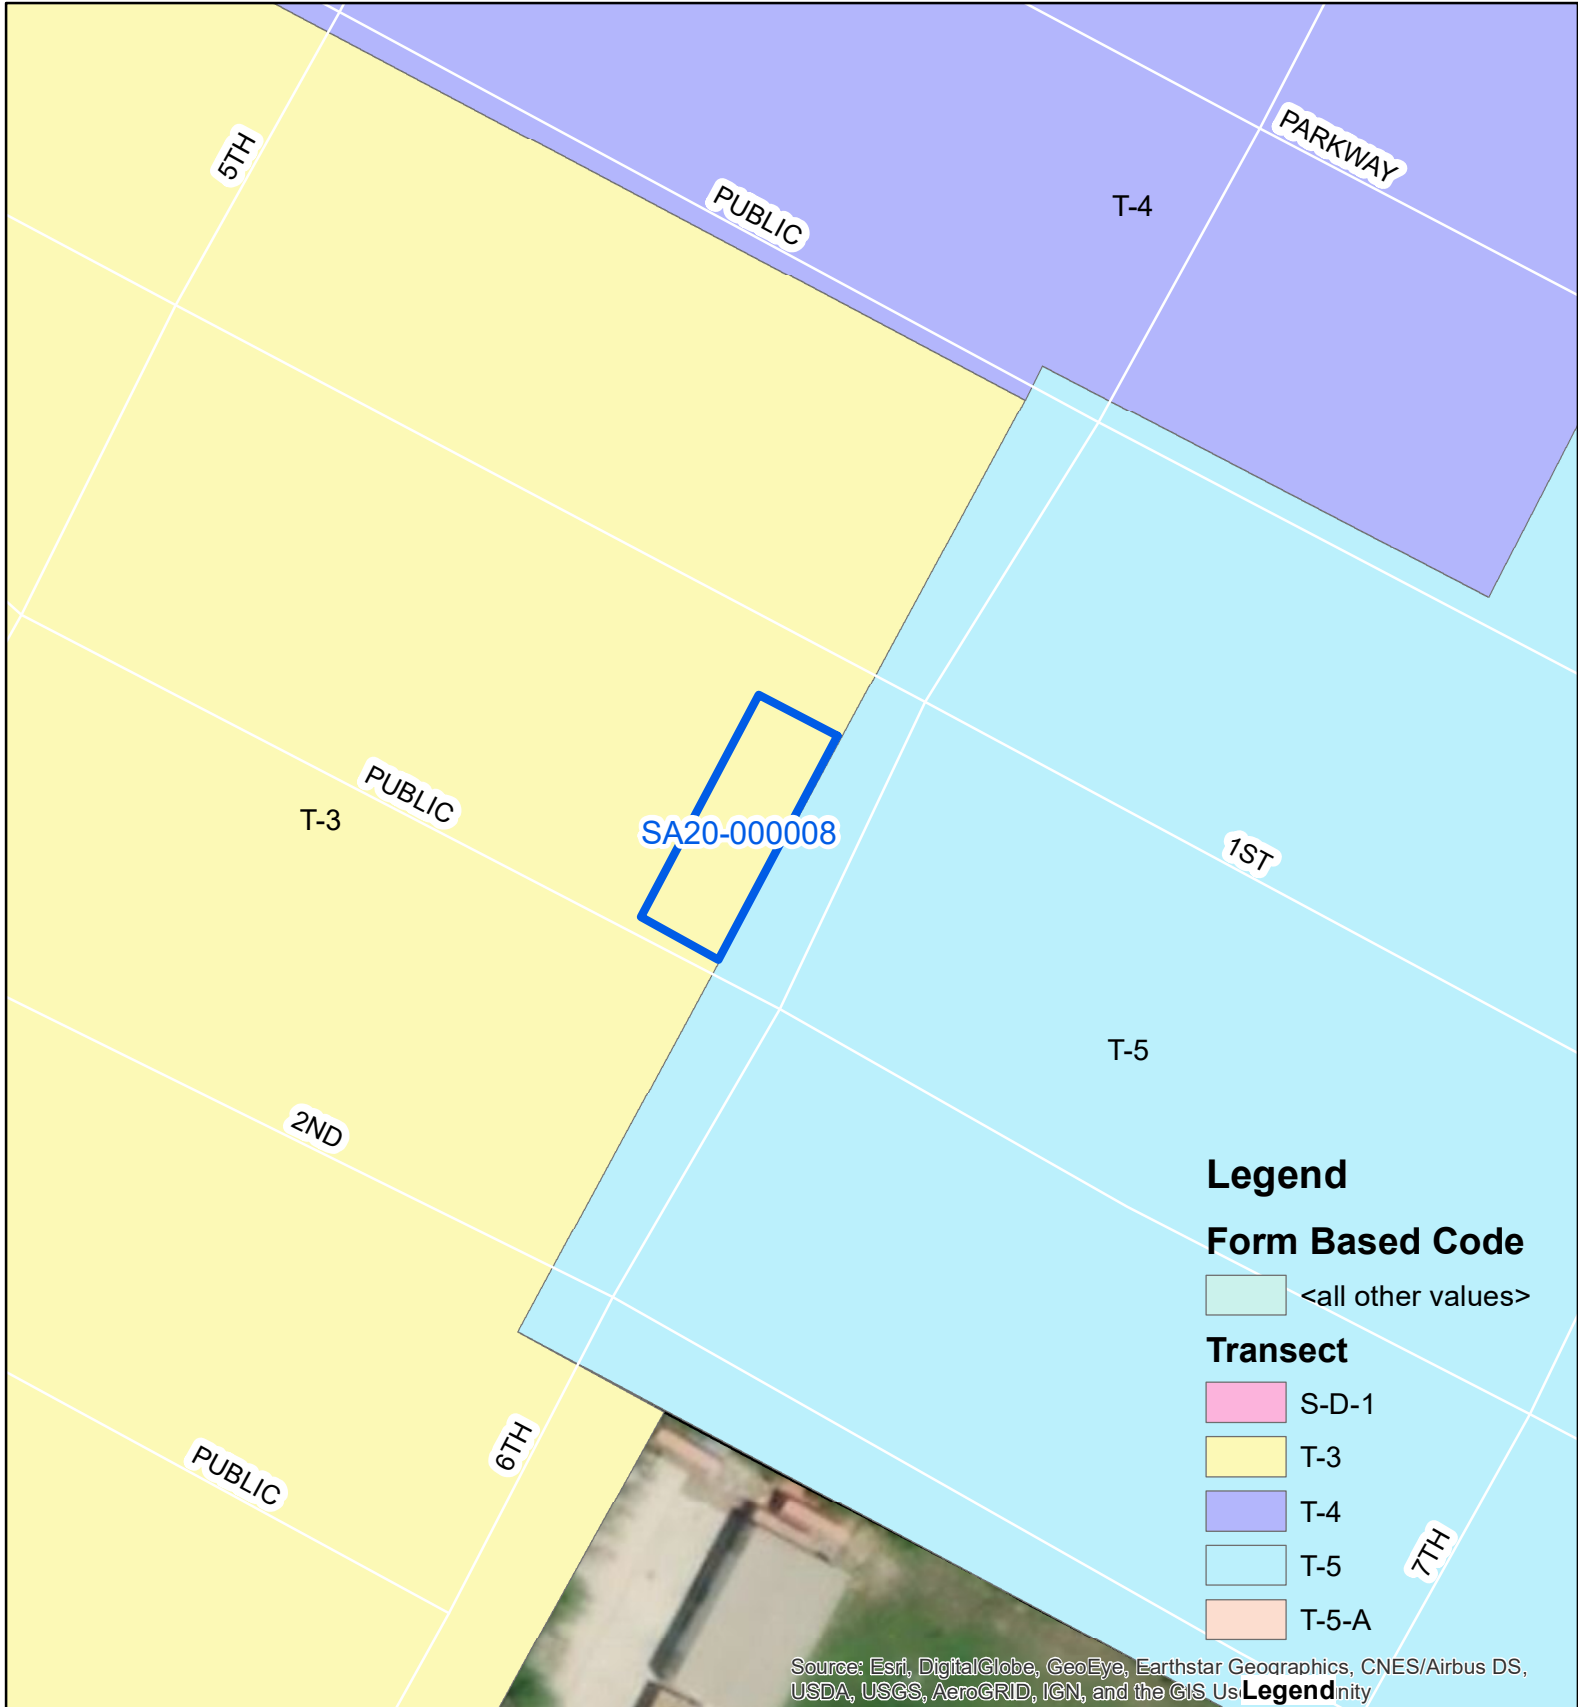 PARKWAY
5TH
PUBLIC
T-4
PUBLIC
T-3
SA20-000008
1ST
T-5
2ND
Legend
Form Based Code
<all other values>
Transect
S-D-1
T-3
T-4
T-5
T-5-A
6TH
PUBLIC
7TH
Source: Esri, DigitalGlobe, GeoEye, Earthstar Geographics, CNES/Airbus DS,
USDA, USGS, AeroGRID, IGN, and the GIS Us
Legend
nity